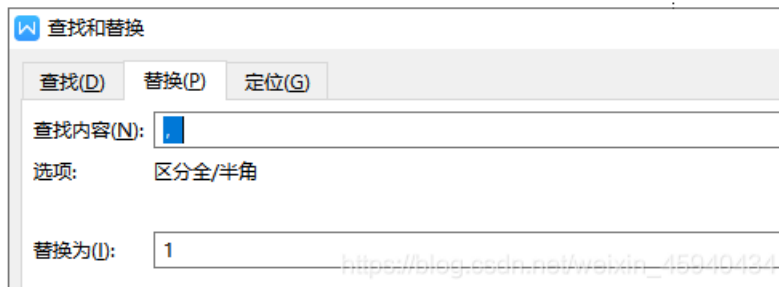 查找和替换
查找(D) 替换(P) 定位(G)
查找内容(N): ,
选项: 区分全/半角
替换为(I): 1
https://blog.csdn.net/weixin_45940434